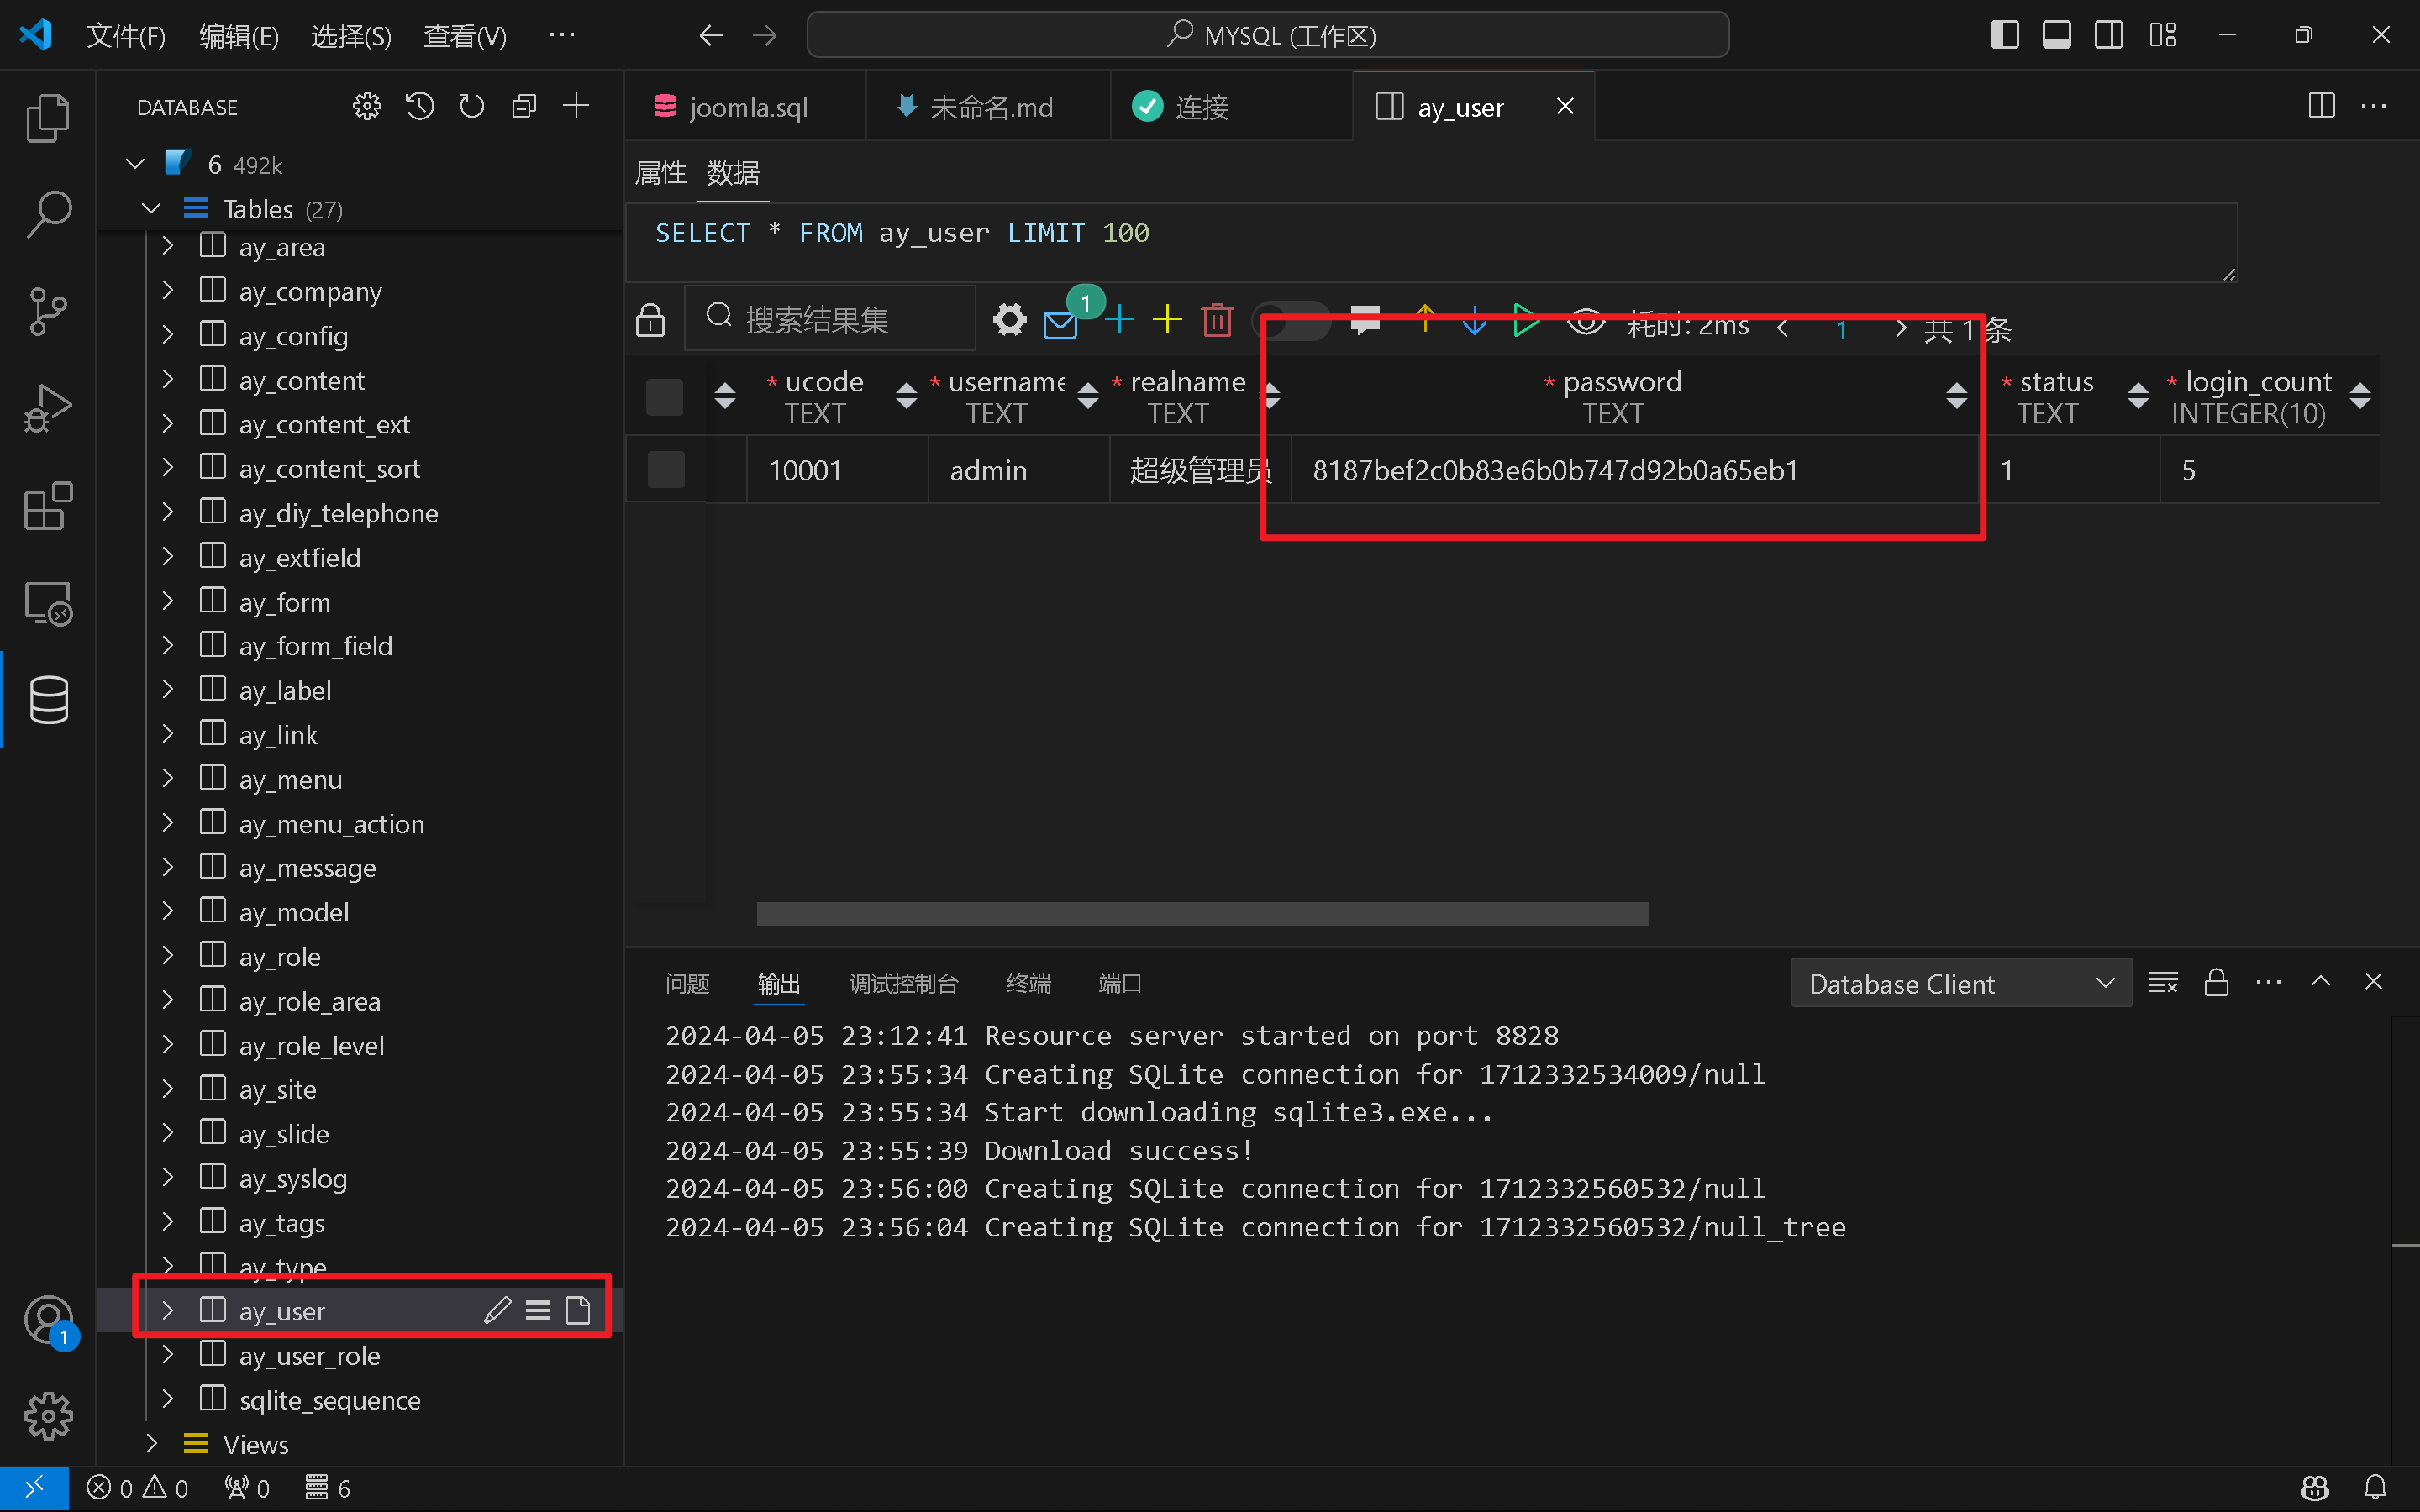 文件(F) 编辑(E) 选择(S) 查看(V) ··· MYSQL (工作区)
DATABASE
6 492k
Tables (27)
ay_area
ay_company
ay_config
ay_content
ay_content_ext
ay_content_sort
ay_diy_telephone
ay_extfield
ay_form
ay_form_field
ay_label
ay_link
ay_menu
ay_menu_action
ay_message
ay_model
ay_role
ay_role_area
ay_role_level
ay_site
ay_slide
ay_syslog
ay_tags
ay_type
ay_user
ay_user_role
sqlite_sequence
Views
joomla.sql 未命名.md 连接 ay_user
属性 数据
SELECT * FROM ay_user LIMIT 100
搜索结果集 1 耗时: 2ms 1 共 1 条
* ucode * username * realname * password * status * login_count
TEXT TEXT TEXT TEXT TEXT INTEGER(10)
10001 admin 超级管理员 8187bef2c0b83e6b0b747d92b0a65eb1 1 5
问题 输出 调试控制台 终端 端口 Database Client
2024-04-05 23:12:41 Resource server started on port 8828
2024-04-05 23:55:34 Creating SQLite connection for 1712332534009/null
2024-04-05 23:55:34 Start downloading sqlite3.exe...
2024-04-05 23:55:39 Download success!
2024-04-05 23:56:00 Creating SQLite connection for 1712332560532/null
2024-04-05 23:56:04 Creating SQLite connection for 1712332560532/null_tree
1
0 0 0 6